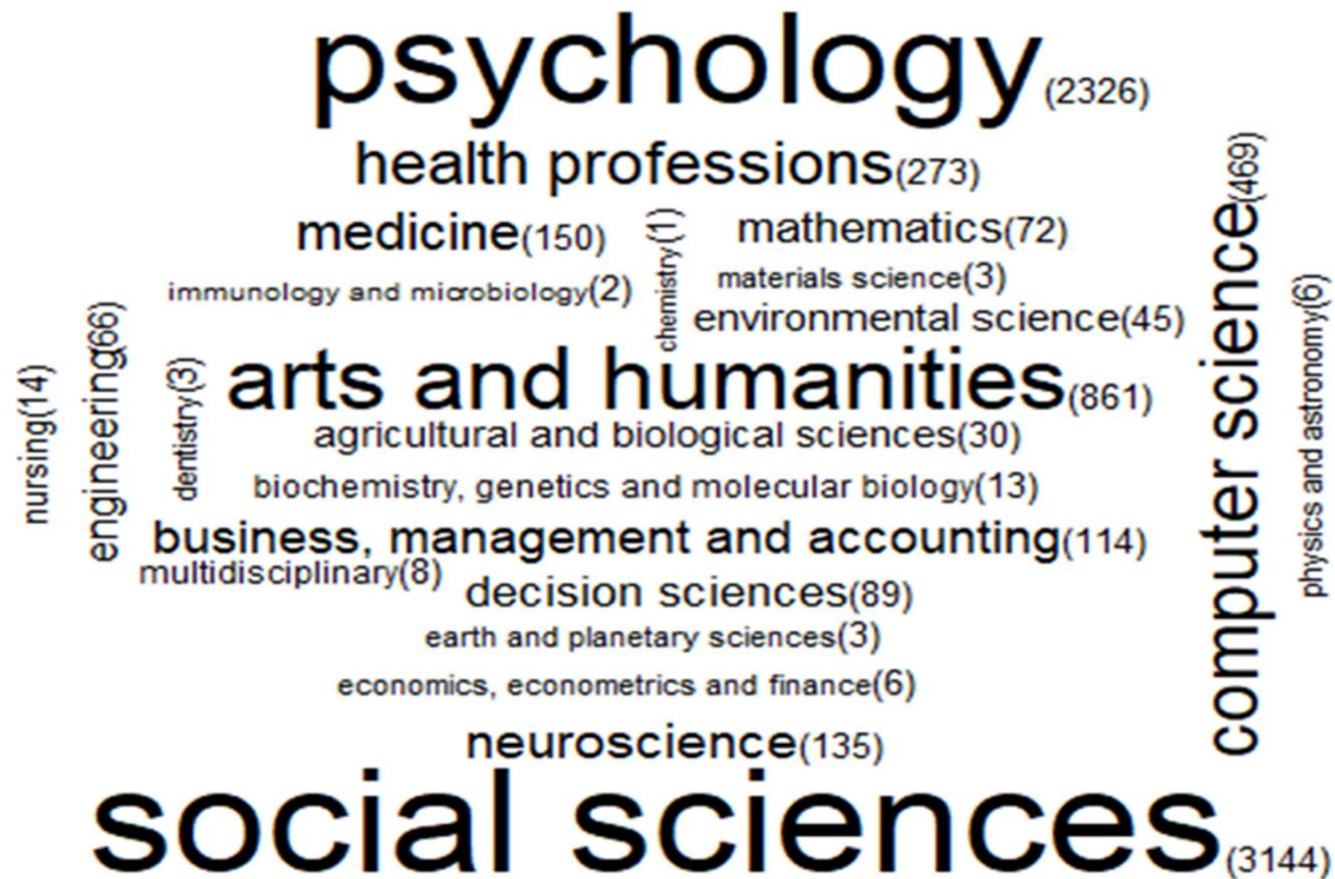 psychology(2326)
health professions(273)
medicine(150)
chemistry(1)
mathematics(72)
immunology and microbiology(2)
materials science(3)
environmental science(45)
computer science(469)
physics and astronomy(6)
nursing(14)
engineering(66)
dentistry(3)
arts and humanities(861)
agricultural and biological sciences(30)
biochemistry, genetics and molecular biology(13)
business, management and accounting(114)
multidisciplinary(8)
decision sciences(89)
earth and planetary sciences(3)
economics, econometrics and finance(6)
neuroscience(135)
social sciences(3144)